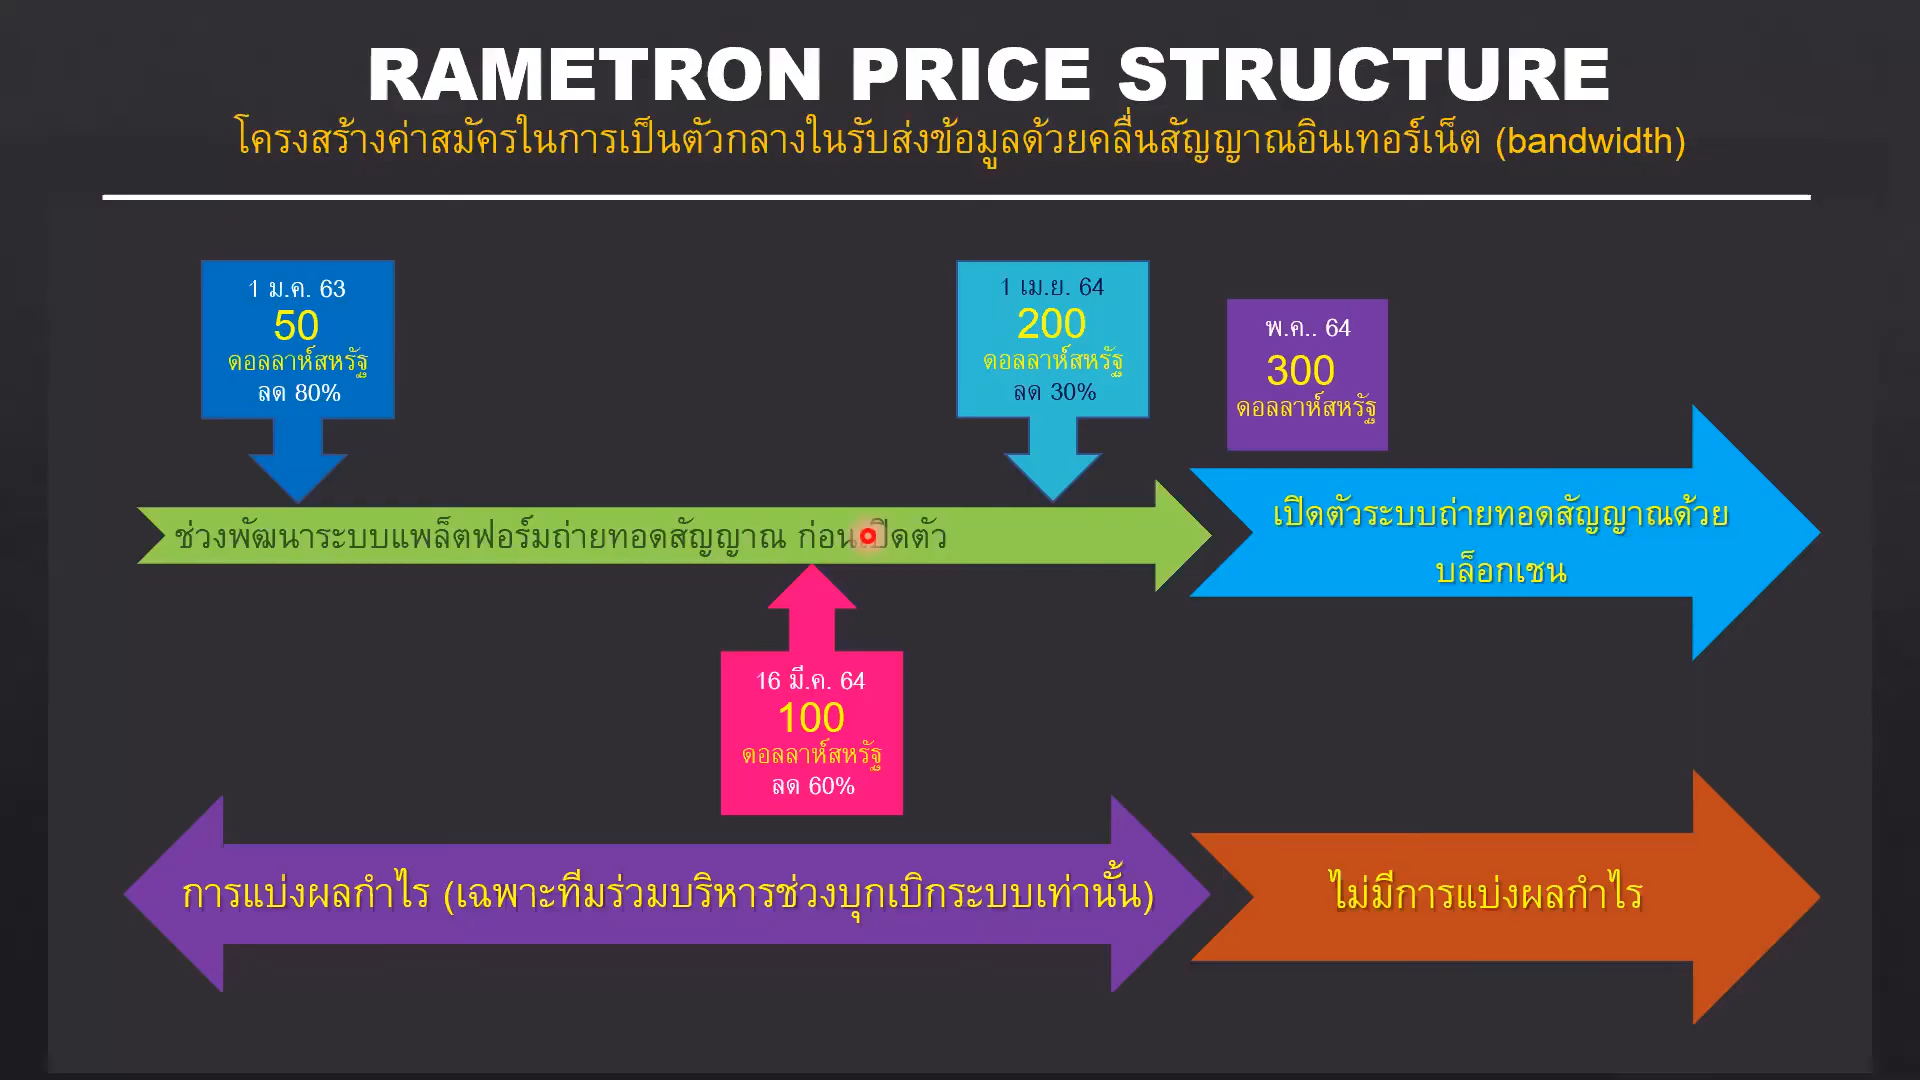 RAMETRON PRICE STRUCTURE
โครงสร้างค่าสมัครในการเป็นตัวกลางในรับส่งข้อมูลด้วยคลื่นสัญญาณอินเทอร์เน็ต (bandwidth)
1 ม.ค. 63
50
ดอลลาห์สหรัฐ
ลด 80%
1 เม.ย. 64
200
ดอลลาห์สหรัฐ
ลด 30%
พ.ค.. 64
300
ดอลลาห์สหรัฐ
ช่วงพัฒนาระบบแพล็ตฟอร์มถ่ายทอดสัญญาณ ก่อนเปิดตัว
เปิดตัวระบบถ่ายทอดสัญญาณด้วย
บล็อกเชน
16 มี.ค. 64
100
ดอลลาห์สหรัฐ
ลด 60%
การแบ่งผลกำไร (เฉพาะทีมร่วมบริหารช่วงบุกเบิกระบบเท่านั้น)
ไม่มีการแบ่งผลกำไร